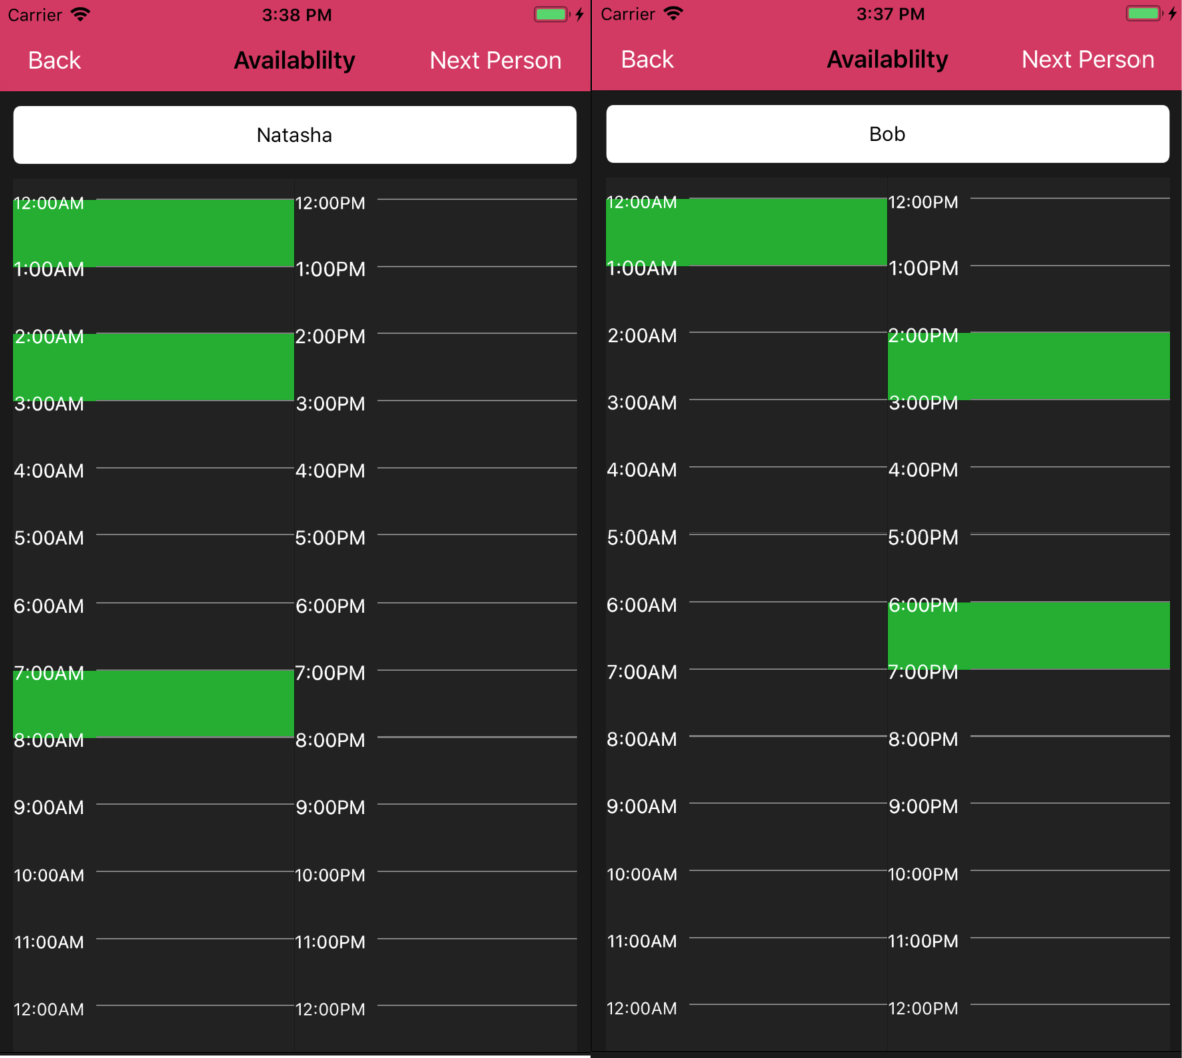 Carrier 3:38 PM
Back Availablilty Next Person
Natasha
12:00AM 12:00PM
1:00AM 1:00PM
2:00AM 2:00PM
3:00AM 3:00PM
4:00AM 4:00PM
5:00AM 5:00PM
6:00AM 6:00PM
7:00AM 7:00PM
8:00AM 8:00PM
9:00AM 9:00PM
10:00AM 10:00PM
11:00AM 11:00PM
12:00AM 12:00PM
Carrier 3:37 PM
Back Availablilty Next Person
Bob
12:00AM 12:00PM
1:00AM 1:00PM
2:00AM 2:00PM
3:00AM 3:00PM
4:00AM 4:00PM
5:00AM 5:00PM
6:00AM 6:00PM
7:00AM 7:00PM
8:00AM 8:00PM
9:00AM 9:00PM
10:00AM 10:00PM
11:00AM 11:00PM
12:00AM 12:00PM